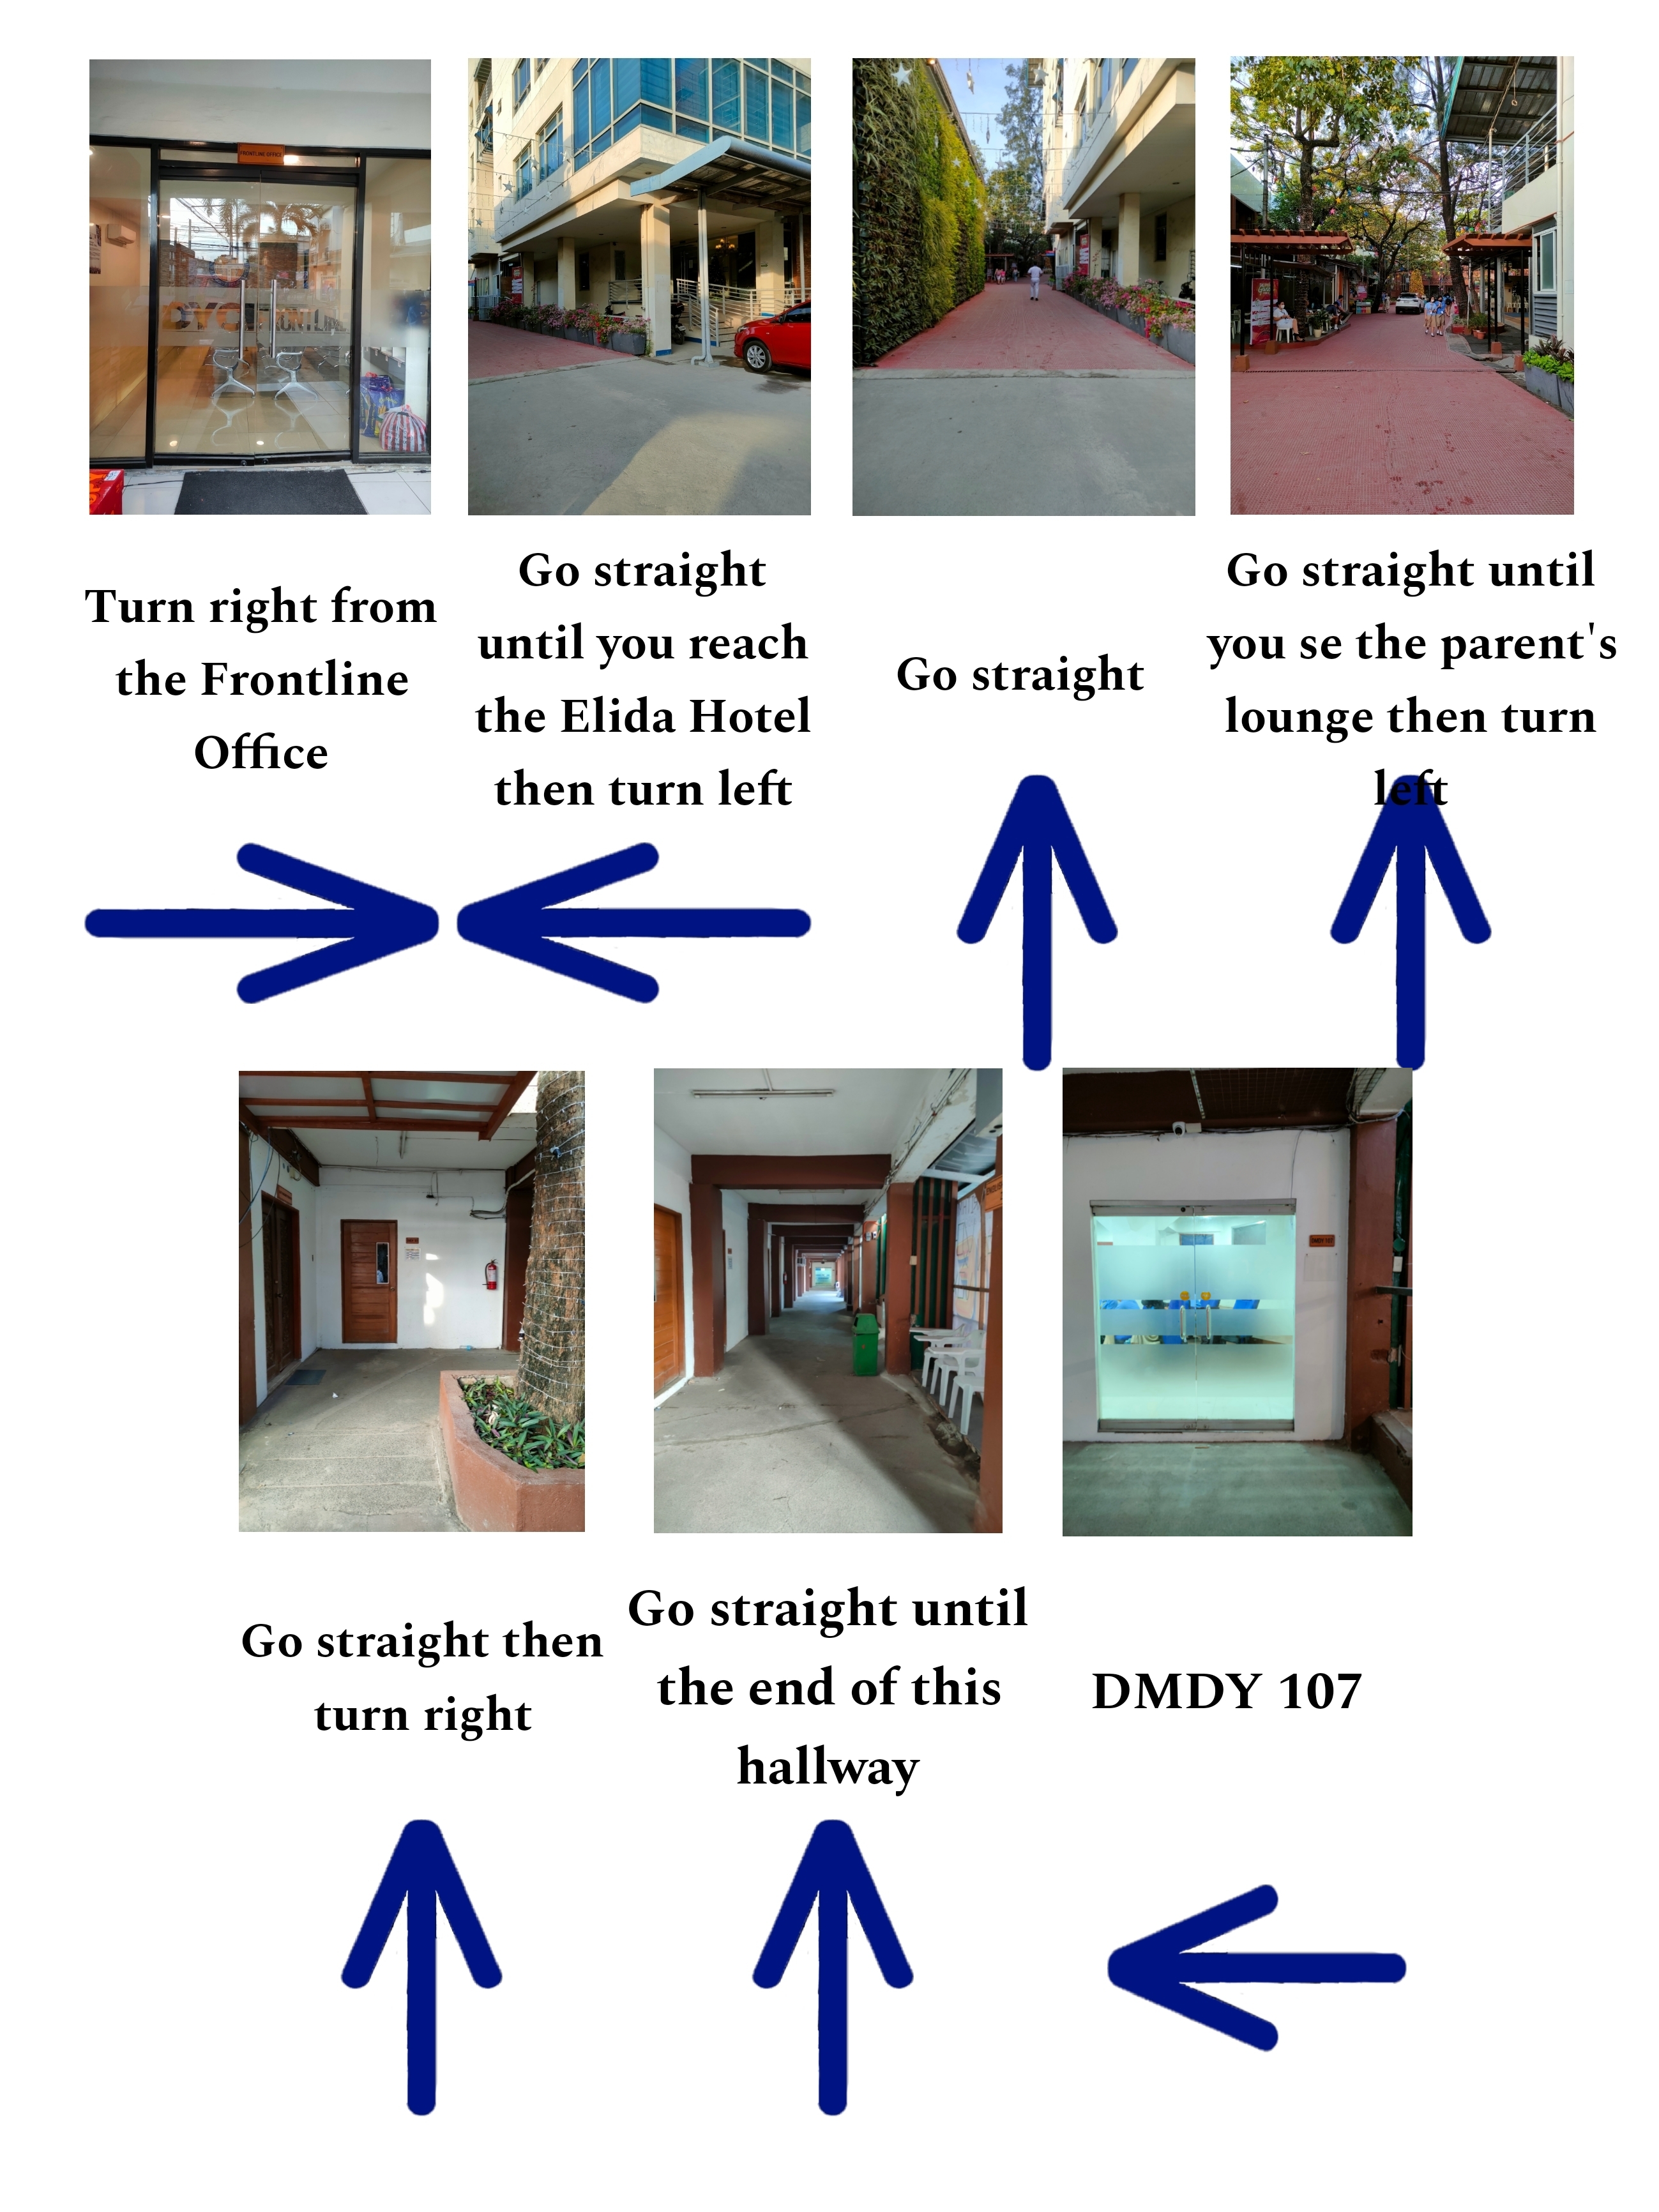 FRONTLINE OFFICE
Turn right from
the Frontline
Office
Go straight
until you reach
the Elida Hotel
then turn left
Go straight
Go straight until
you se the parent's
lounge then turn
left
Go straight then
turn right
Go straight until
the end of this
hallway
DMDY 107